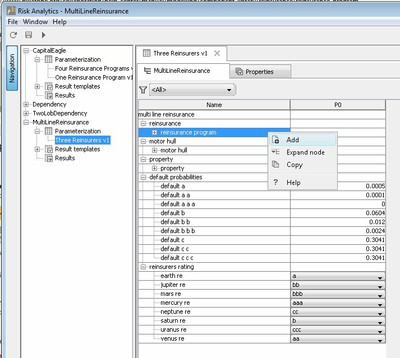 Risk Analytics - MultiLineReinsurance
File Window Help
Navigation
CapitalEagle
Parameterization
Four Reinsurance Programs
One Reinsurance Program v1
Result templates
Results
Dependency
TwoLobDependency
MultiLineReinsurance
Parameterization
Three Reinsurers v1
Result templates
Results
Three Reinsurers v1
MultiLineReinsurance
Properties
<All>
Name P0
multi line reinsurance
reinsurance
reinsurance program
motor hull
motor hull
property
property
default probabilities
default a 0.0005
default a a 0.0001
default a a a 0
default b 0.0604
default b b 0.012
default b b b 0.0024
default c 0.3041
default c c 0.3041
default c c c 0.3041
reinsurers rating
earth re a
jupiter re bb
mars re bbb
mercury re aaa
neptune re cc
saturn re b
uranus re ccc
venus re aa
Add
Expand node
Copy
Help